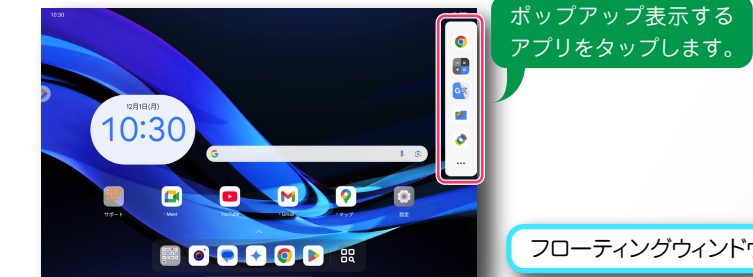 10:30
ポップアップ表示する
アプリをタップします。
12月1日(月)
10:30
サポート
Meet
YouTube
Gmail
マップ
設定
フローティングウィンドウ